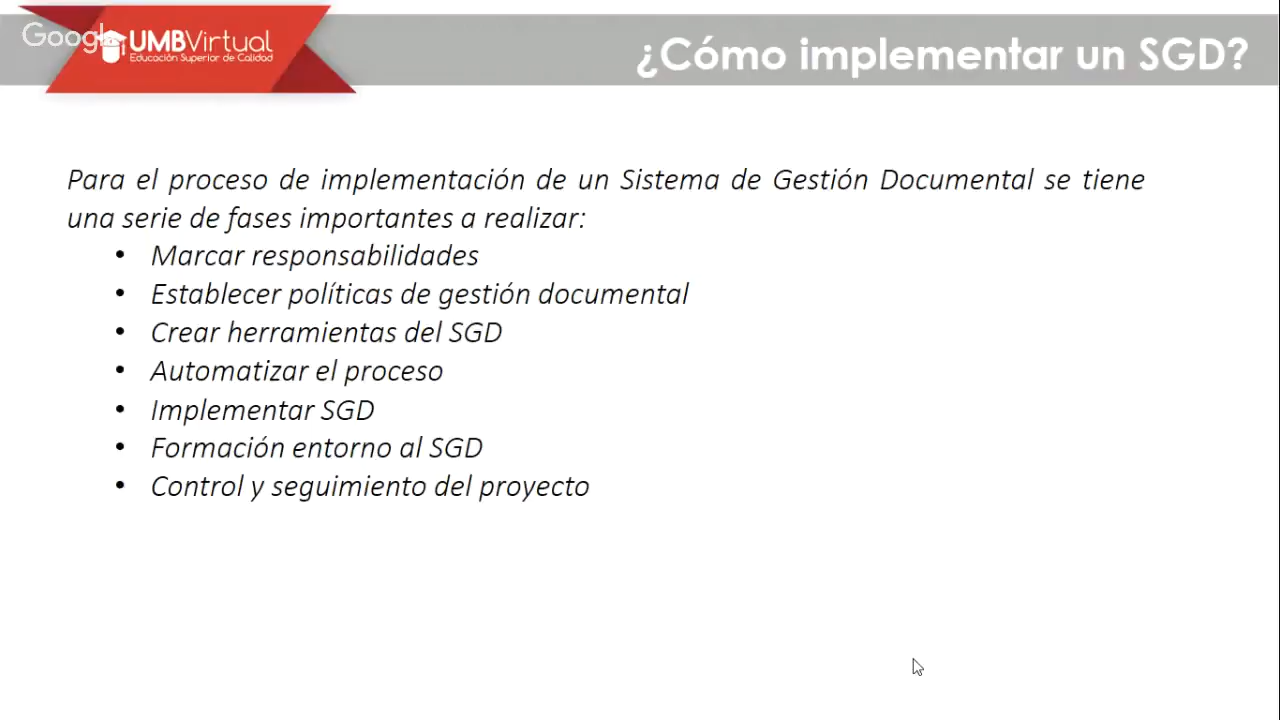 Google
UMBVirtual
Educación Superior de Calidad
¿Cómo implementar un SGD?
Para el proceso de implementación de un Sistema de Gestión Documental se tiene
una serie de fases importantes a realizar:
• Marcar responsabilidades
• Establecer políticas de gestión documental
• Crear herramientas del SGD
• Automatizar el proceso
• Implementar SGD
• Formación entorno al SGD
• Control y seguimiento del proyecto